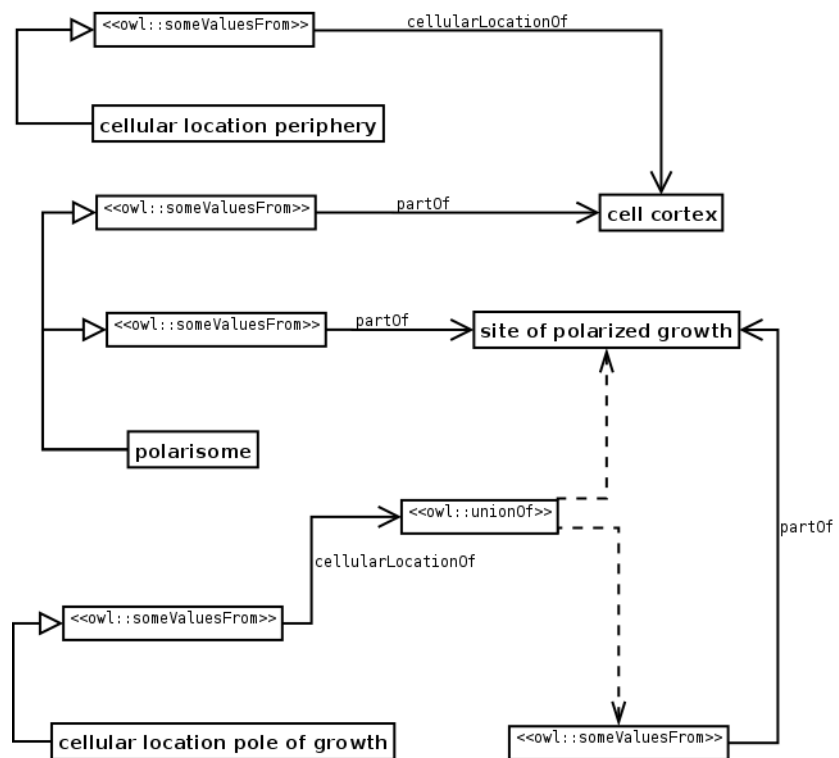 <<owl::someValuesFrom>>
cellularLocationOf
cellular location periphery
<<owl::someValuesFrom>>
partOf
cell cortex
<<owl::someValuesFrom>>
partOf
site of polarized growth
polarisome
<<owl::unionOf>>
partOf
cellularLocationOf
<<owl::someValuesFrom>>
cellular location pole of growth
<<owl::someValuesFrom>>